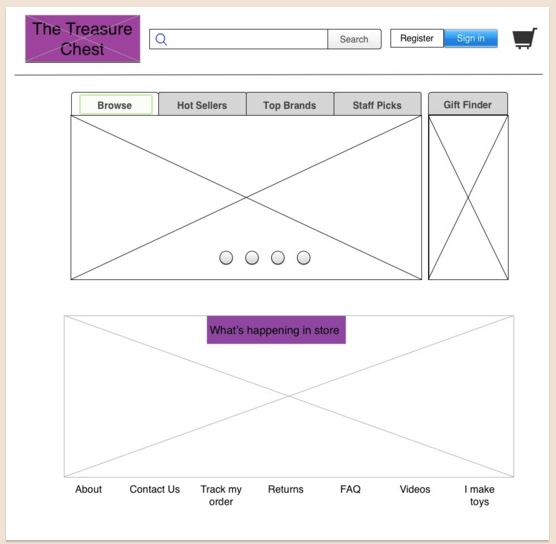 The Treasure
Chest
Search
Register
Sign in
Browse
Hot Sellers
Top Brands
Staff Picks
Gift Finder
What's happening in store
About
Contact Us
Track my
order
Returns
FAQ
Videos
I make
toys